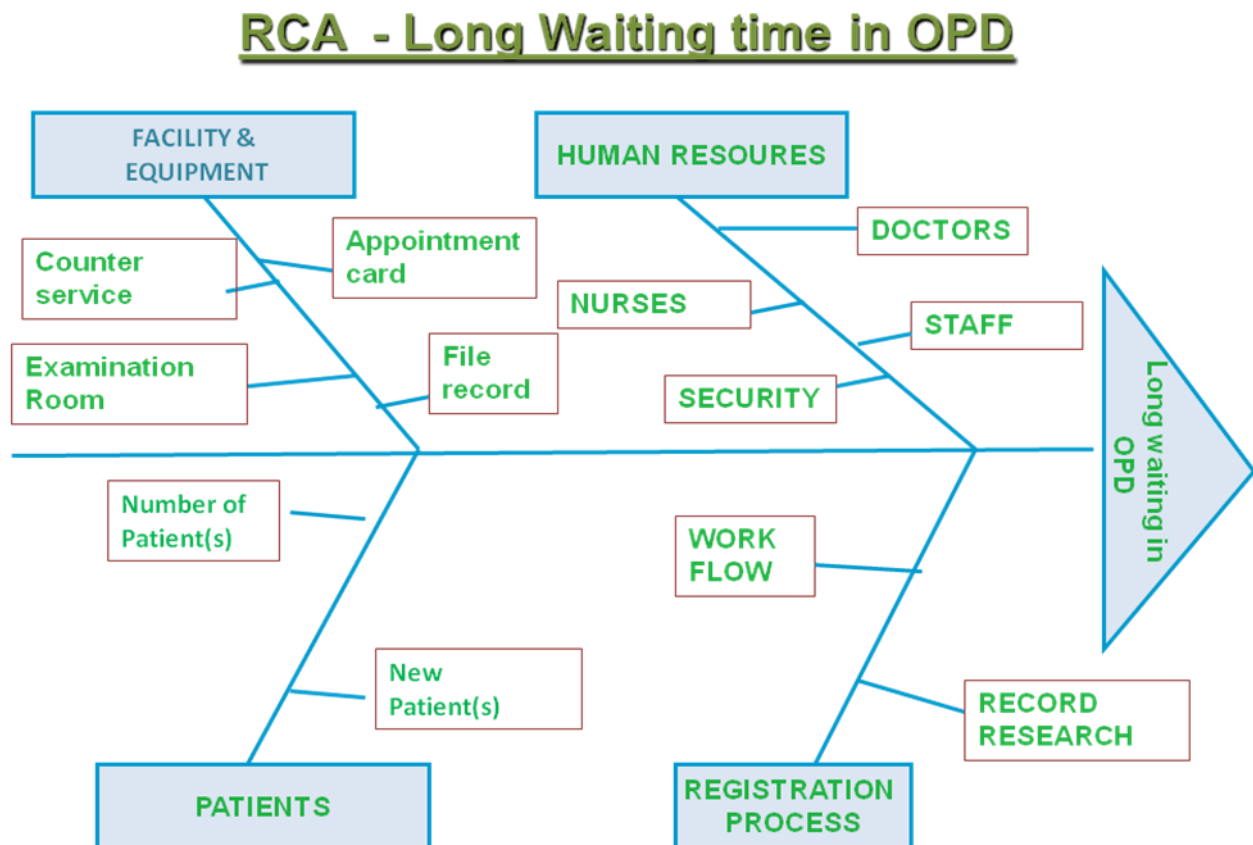 RCA - Long Waiting time in OPD
FACILITY &
EQUIPMENT
HUMAN RESOURES
Counter
service
Appointment
card
Examination
Room
File
record
DOCTORS
NURSES
STAFF
SECURITY
Long waiting in
OPD
Number of
Patient(s)
New
Patient(s)
WORK
FLOW
RECORD
RESEARCH
PATIENTS
REGISTRATION
PROCESS